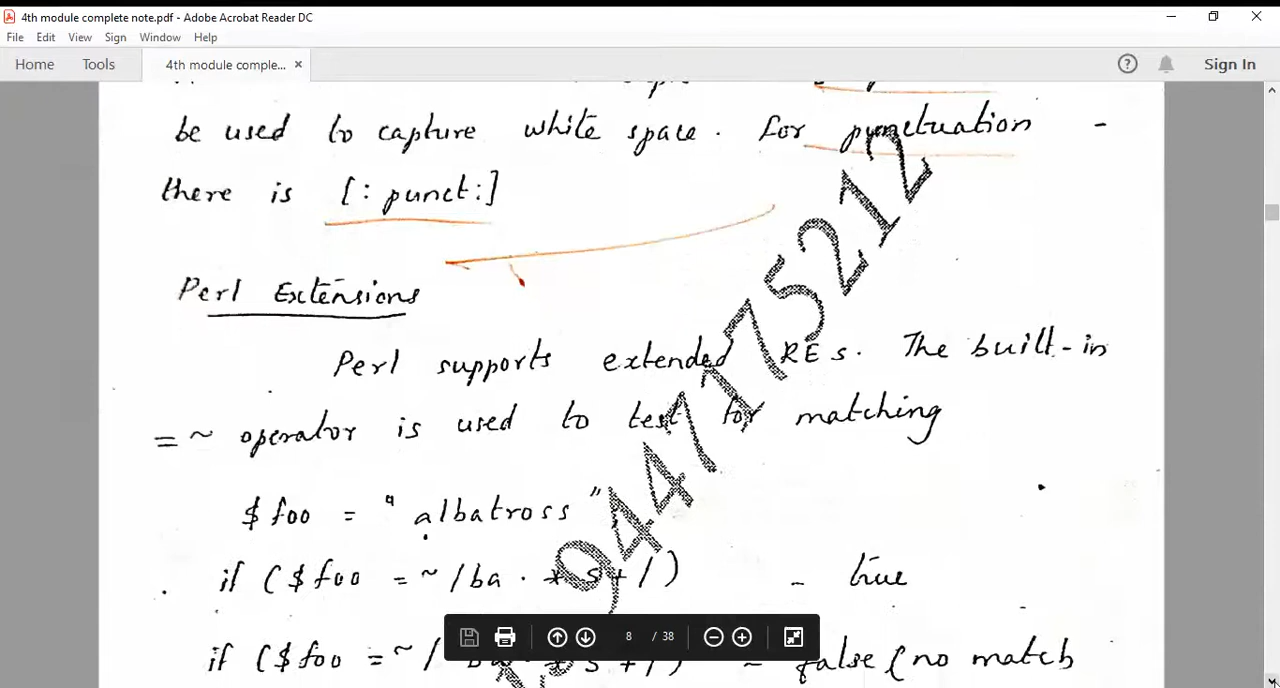 4th module complete note.pdf - Adobe Acrobat Reader DC
File Edit View Sign Window Help
Home Tools 4th module comple... × ? Sign In
be used to capture white space. For punctuation -
there is [: punct:]
Perl Extensions
Perl supports extended REs. The built-in
=~ operator is used to test for matching
$foo = "albatross"
if ($foo =~ /ba.*s+/) - true
8 / 38
if ($foo =~ / - false (no match
9447175212